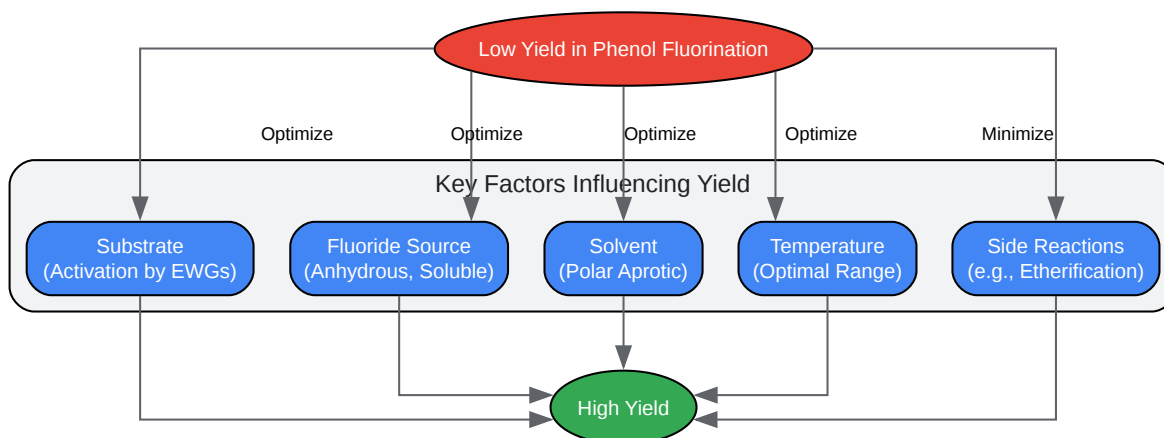 Low Yield in Phenol Fluorination
Optimize
Optimize
Optimize
Optimize
Minimize
Key Factors Influencing Yield
Substrate
(Activation by EWGs)
Fluoride Source
(Anhydrous, Soluble)
Solvent
(Polar Aprotic)
Temperature
(Optimal Range)
Side Reactions
(e.g., Etherification)
High Yield